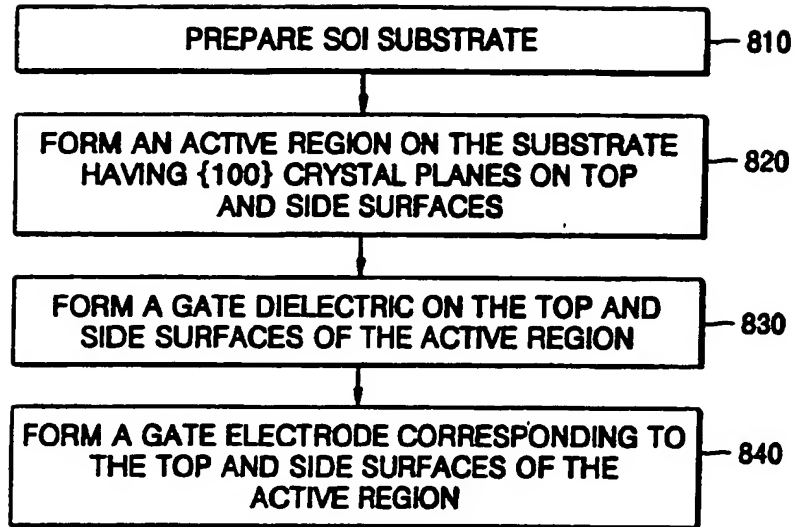 PREPARE SOI SUBSTRATE
810
FORM AN ACTIVE REGION ON THE SUBSTRATE
HAVING {100} CRYSTAL PLANES ON TOP
AND SIDE SURFACES
820
FORM A GATE DIELECTRIC ON THE TOP AND
SIDE SURFACES OF THE ACTIVE REGION
830
FORM A GATE ELECTRODE CORRESPONDING TO
THE TOP AND SIDE SURFACES OF THE
ACTIVE REGION
840